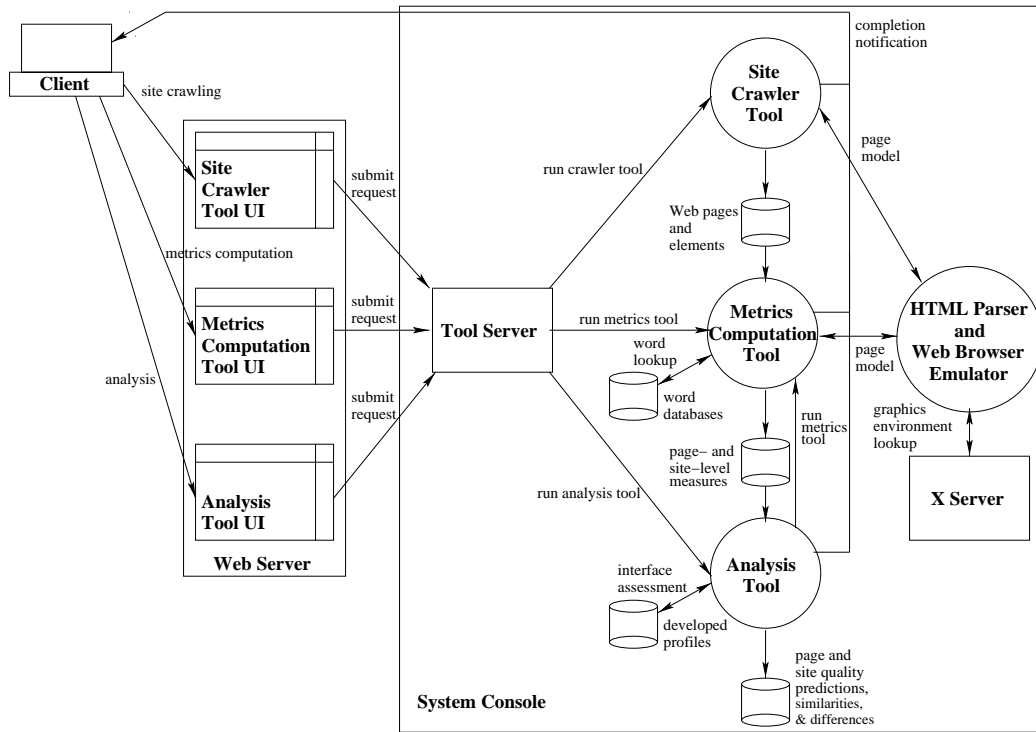 completion
notification
Client
site crawling
Site
Crawler
Tool
Site
Crawler
Tool UI
submit
request
run crawler tool
page
model
Web pages
and
elements
metrics computation
Metrics
Computation
Tool UI
submit
request
Tool Server
run metrics tool
Metrics
Computation
Tool
page
model
HTML Parser
and
Web Browser
Emulator
word
lookup
word
databases
analysis
submit
request
run
metrics
tool
graphics
environment
lookup
page− and
site−level
measures
Analysis
Tool UI
run analysis tool
X Server
Web Server
Analysis
Tool
interface
assessment
developed
profiles
page and
site quality
predictions,
similarities,
& differences
System Console